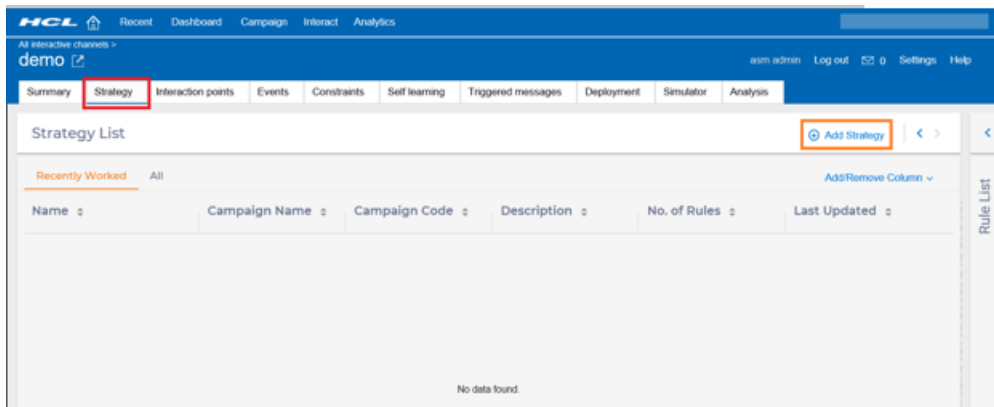 HCL Recent Dashboard Campaign Interact Analytics
All interactive channels >
demo
asm admin Log out 0 Settings Help
Summary Strategy Interaction points Events Constraints Self learning Triggered messages Deployment Simulator Analysis
Strategy List
Add Strategy
Recently Worked All
Add/Remove Column
Name Campaign Name Campaign Code Description No. of Rules Last Updated
Rule List
No data found.